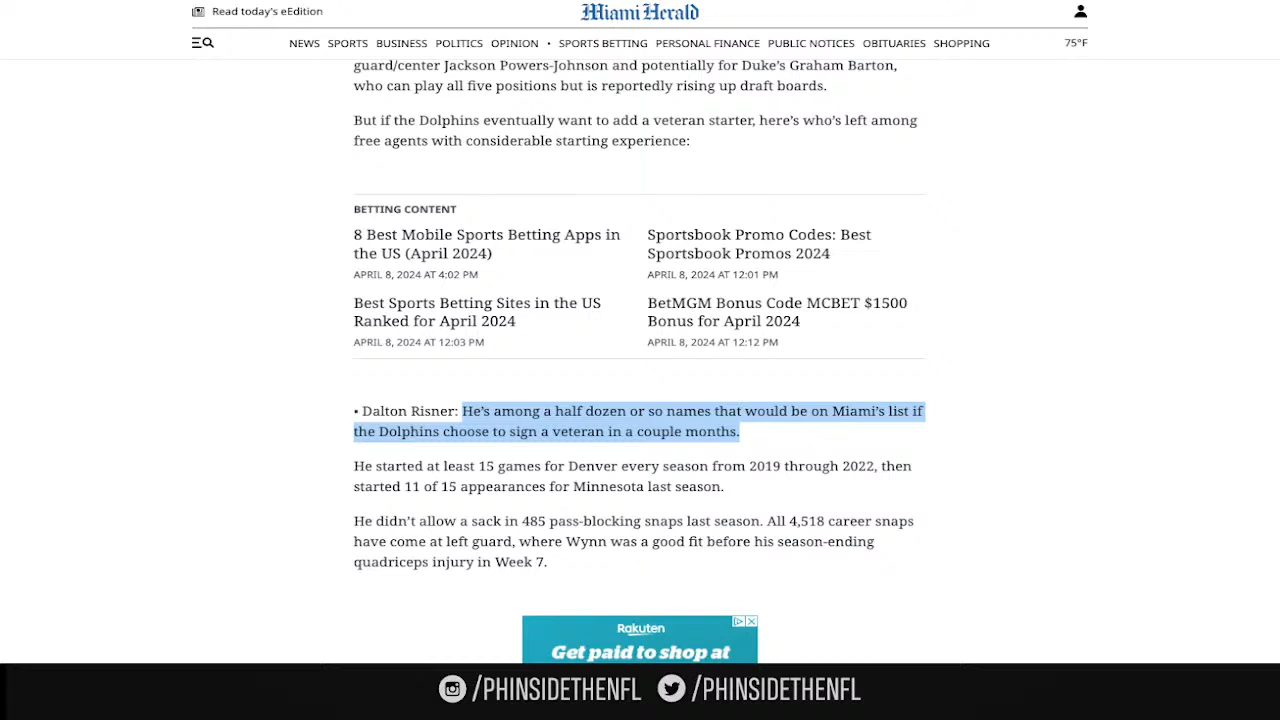 Read today's eEdition
Miami Herald
NEWS SPORTS BUSINESS POLITICS OPINION • SPORTS BETTING PERSONAL FINANCE PUBLIC NOTICES OBITUARIES SHOPPING 75°F
guard/center Jackson Powers-Johnson and potentially for Duke's Graham Barton,
who can play all five positions but is reportedly rising up draft boards.
But if the Dolphins eventually want to add a veteran starter, here's who's left among
free agents with considerable starting experience:
BETTING CONTENT
8 Best Mobile Sports Betting Apps in
the US (April 2024)
APRIL 8, 2024 AT 4:02 PM
Sportsbook Promo Codes: Best
Sportsbook Promos 2024
APRIL 8, 2024 AT 12:01 PM
Best Sports Betting Sites in the US
Ranked for April 2024
APRIL 8, 2024 AT 12:03 PM
BetMGM Bonus Code MCBET $1500
Bonus for April 2024
APRIL 8, 2024 AT 12:12 PM
▪ Dalton Risner: He's among a half dozen or so names that would be on Miami's list if
the Dolphins choose to sign a veteran in a couple months.
He started at least 15 games for Denver every season from 2019 through 2022, then
started 11 of 15 appearances for Minnesota last season.
He didn't allow a sack in 485 pass-blocking snaps last season. All 4,518 career snaps
have come at left guard, where Wynn was a good fit before his season-ending
quadriceps injury in Week 7.
Rakuten
Get paid to shop at
/PHINSIDETHENFL /PHINSIDETHENFL